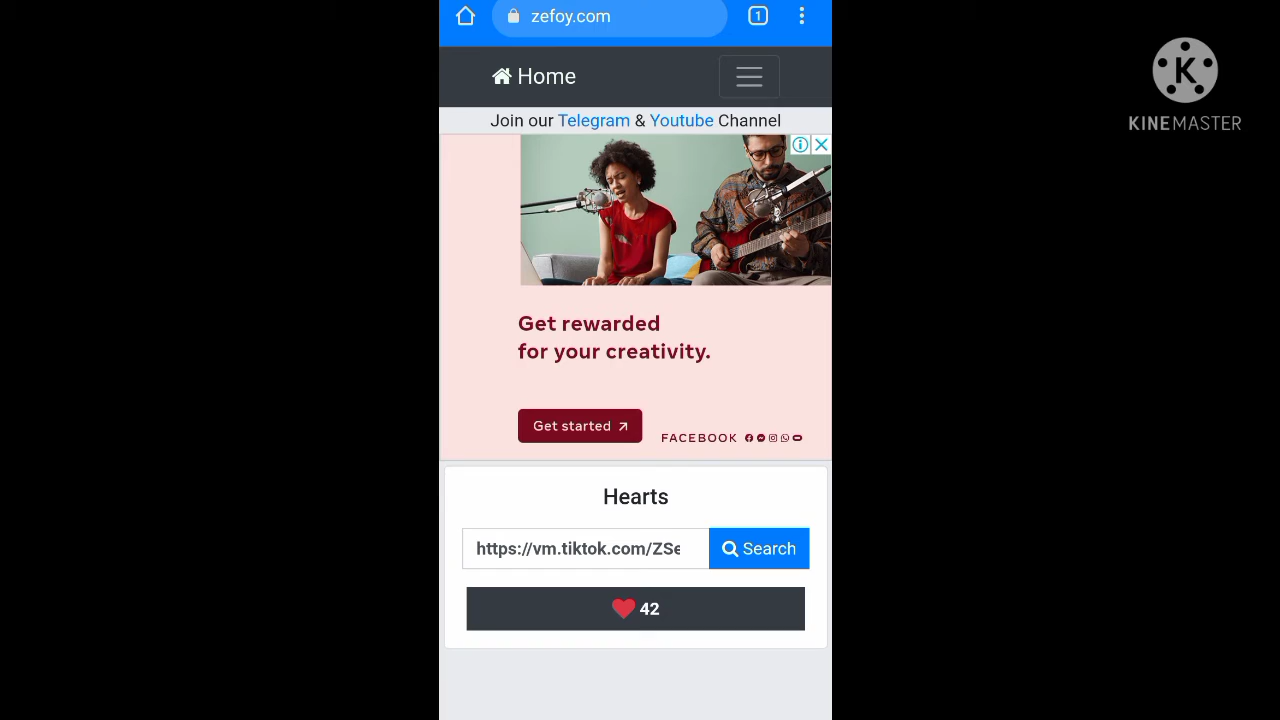 zefoy.com
1
Home
Join our Telegram & Youtube Channel
Get rewarded
for your creativity.
Get started
FACEBOOK
Hearts
https://vm.tiktok.com/ZSe
Search
42
K
KINEMASTER